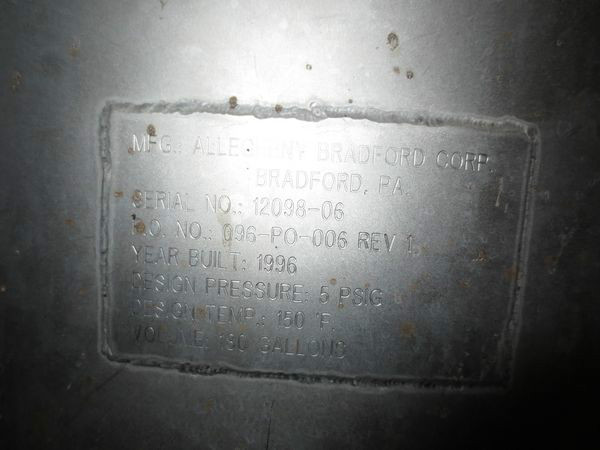 MFG.: ALLEGHENY BRADFORD CORP.
BRADFORD, PA.
SERIAL NO.: 12098-06
P.O. NO.: 096-PO-006 REV 1
YEAR BUILT: 1996
DESIGN PRESSURE: 5 PSIG
DESIGN TEMP.: 150 °F.
VOLUME: GALLONS